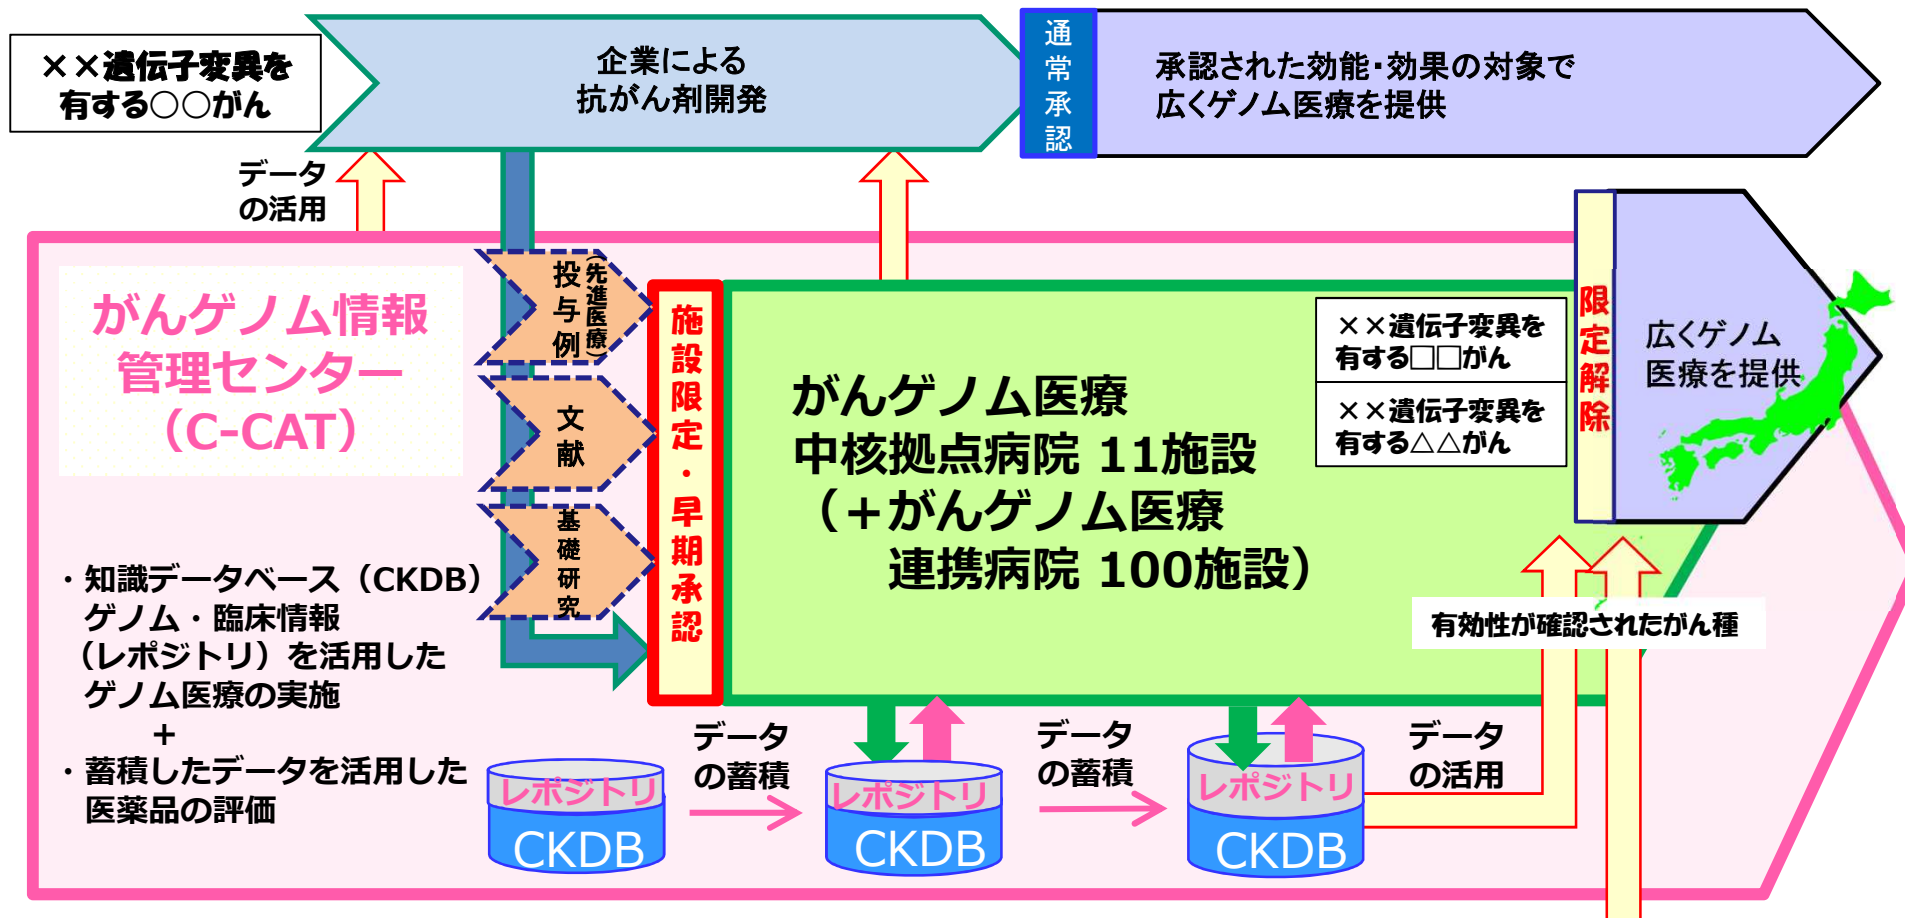 ××遺伝子変異を
有する○○がん
企業による
抗がん剤開発
通常承認
承認された効能・効果の対象で
広くゲノム医療を提供
データ
の活用
がんゲノム情報
管理センター
（C-CAT）
投与例
（先進医療）
文献
基礎研究
施設限定・早期承認
がんゲノム医療
中核拠点病院 11施設
（＋がんゲノム医療
連携病院 100施設）
××遺伝子変異を
有する□□がん
××遺伝子変異を
有する△△がん
限定解除
広くゲノム
医療を提供
有効性が確認されたがん種
・知識データベース（CKDB）
ゲノム・臨床情報
（レポジトリ）を活用した
ゲノム医療の実施
+
・蓄積したデータを活用した
医薬品の評価
レポジトリ
CKDB
データ
の蓄積
レポジトリ
CKDB
データ
の蓄積
レポジトリ
CKDB
データ
の活用